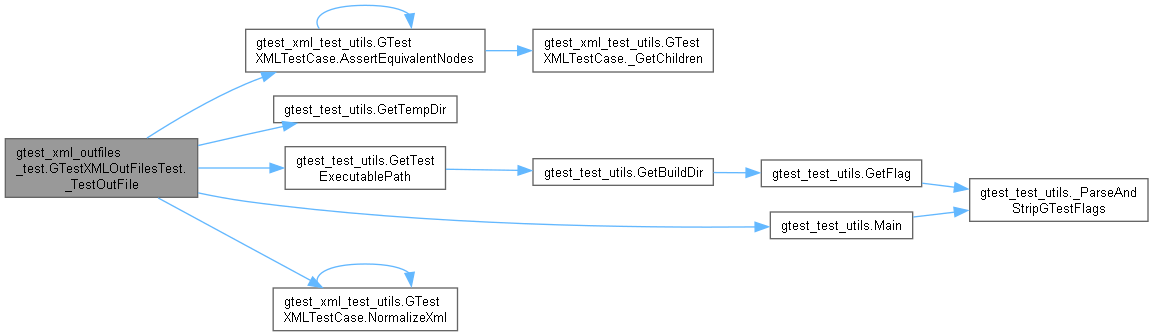 gtest_xml_test_utils.GTest
XMLTestCase.AssertEquivalentNodes
gtest_xml_test_utils.GTest
XMLTestCase._GetChildren
gtest_test_utils.GetTempDir
gtest_xml_outfiles
_test.GTestXMLOutFilesTest.
_TestOutFile
gtest_test_utils.GetTest
ExecutablePath
gtest_test_utils.GetBuildDir
gtest_test_utils.GetFlag
gtest_test_utils._ParseAnd
StripGTestFlags
gtest_test_utils.Main
gtest_xml_test_utils.GTest
XMLTestCase.NormalizeXml